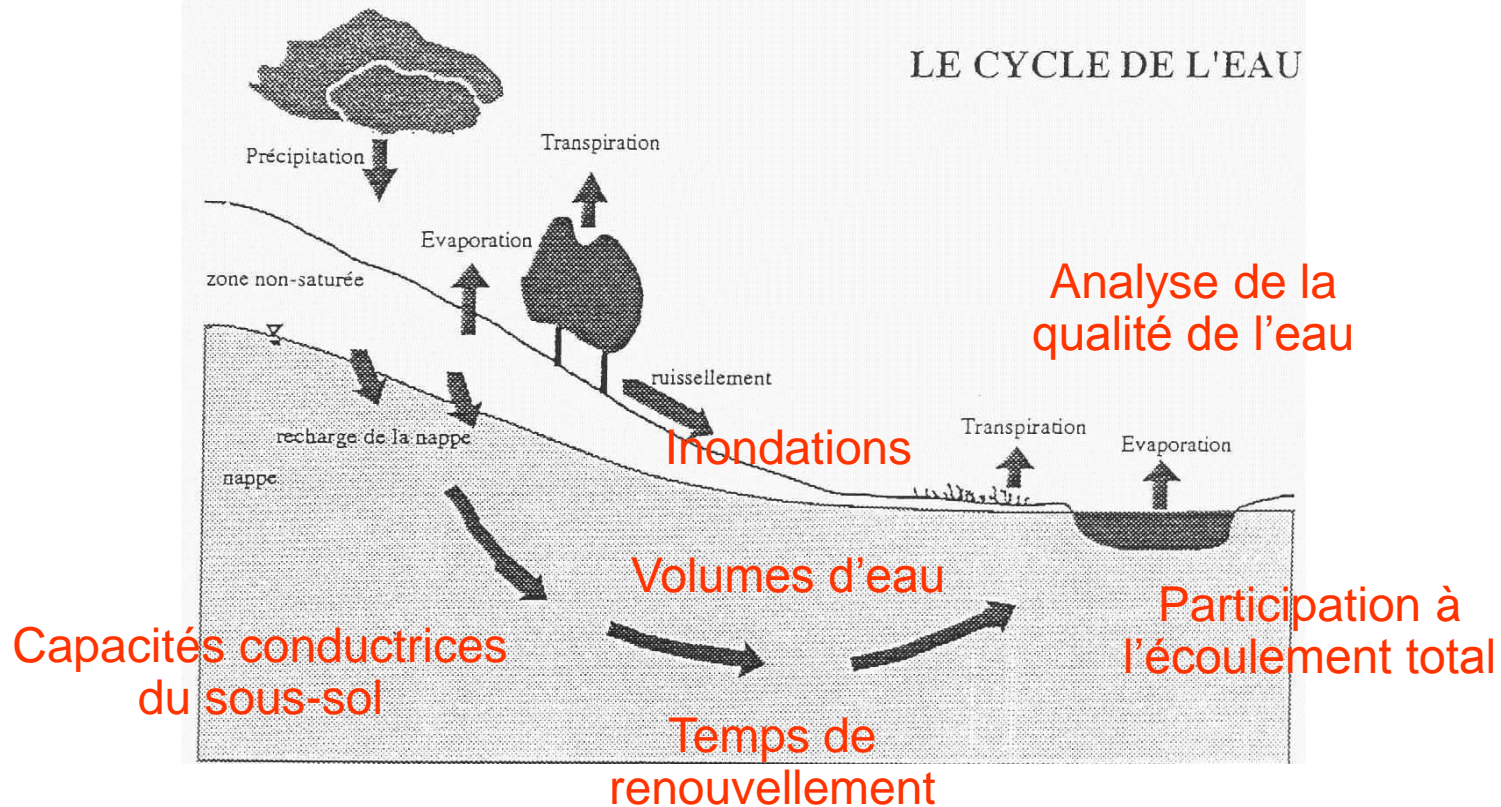 LE CYCLE DE L'EAU
Précipitation
Transpiration
Evaporation
zone non-saturée
Analyse de la
qualité de l’eau
ruissellement
recharge de la nappe
Inondations
Transpiration
Evaporation
nappe
Volumes d’eau
Participation à
l’écoulement total
Capacités conductrices
du sous-sol
Temps de
renouvellement